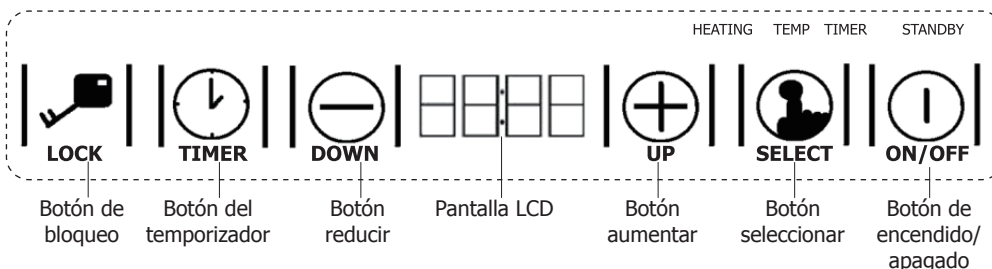 HEATING TEMP TIMER STANDBY
LOCK TIMER DOWN UP SELECT ON/OFF
Botón de bloqueo
Botón del temporizador
Botón reducir
Pantalla LCD
Botón aumentar
Botón seleccionar
Botón de encendido/
apagado